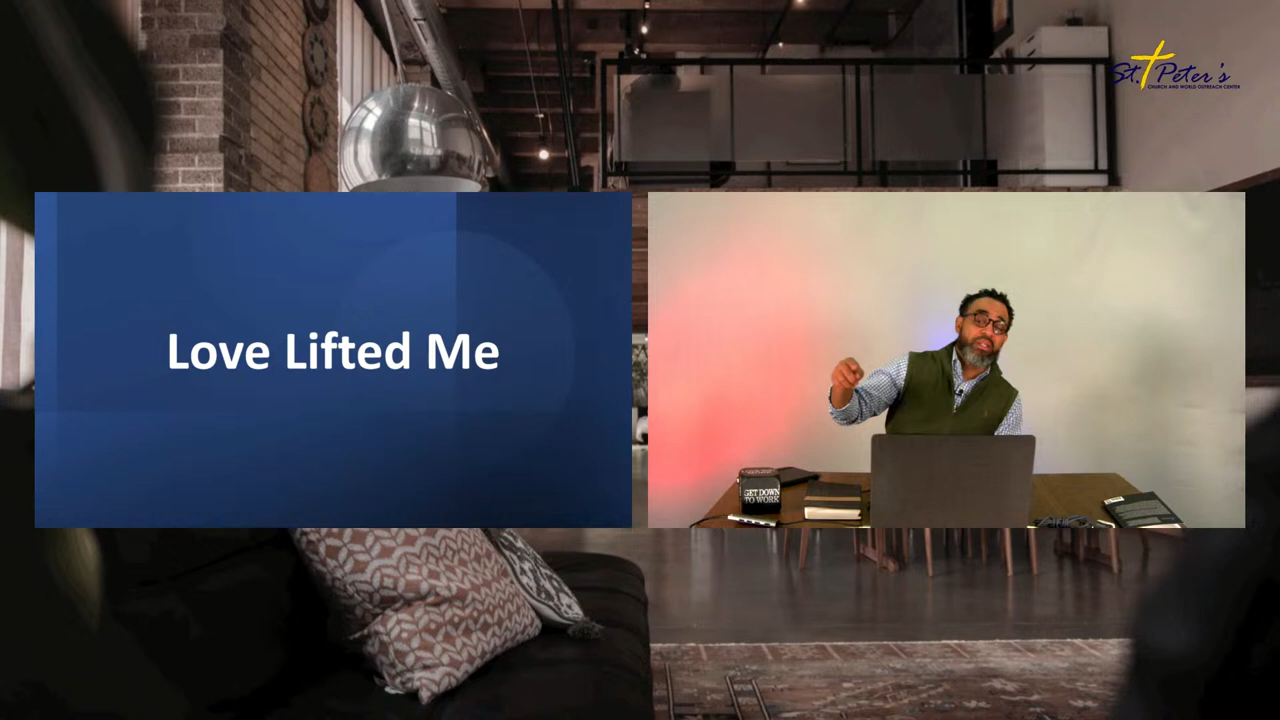 St. Peter's
CHURCH AND WORLD OUTREACH CENTER
Love Lifted Me
GET DOWN
TO WORK